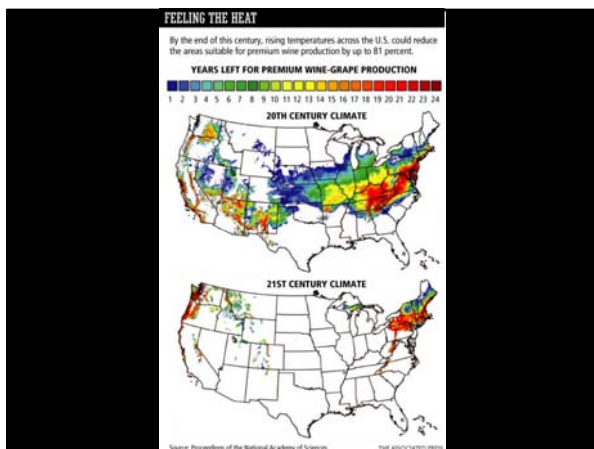 FEELING THE HEAT
By the end of this century, rising temperatures across the U.S. could reduce
the areas suitable for premium wine production by up to 81 percent.
YEARS LEFT FOR PREMIUM WINE-GRAPE PRODUCTION
1 2 3 4 5 6 7 8 9 10 11 12 13 14 15 16 17 18 19 20 21 22 23 24
20TH CENTURY CLIMATE
21ST CENTURY CLIMATE
Source: Proceedings of the National Academy of Sciences THE ASSOCIATED PRESS